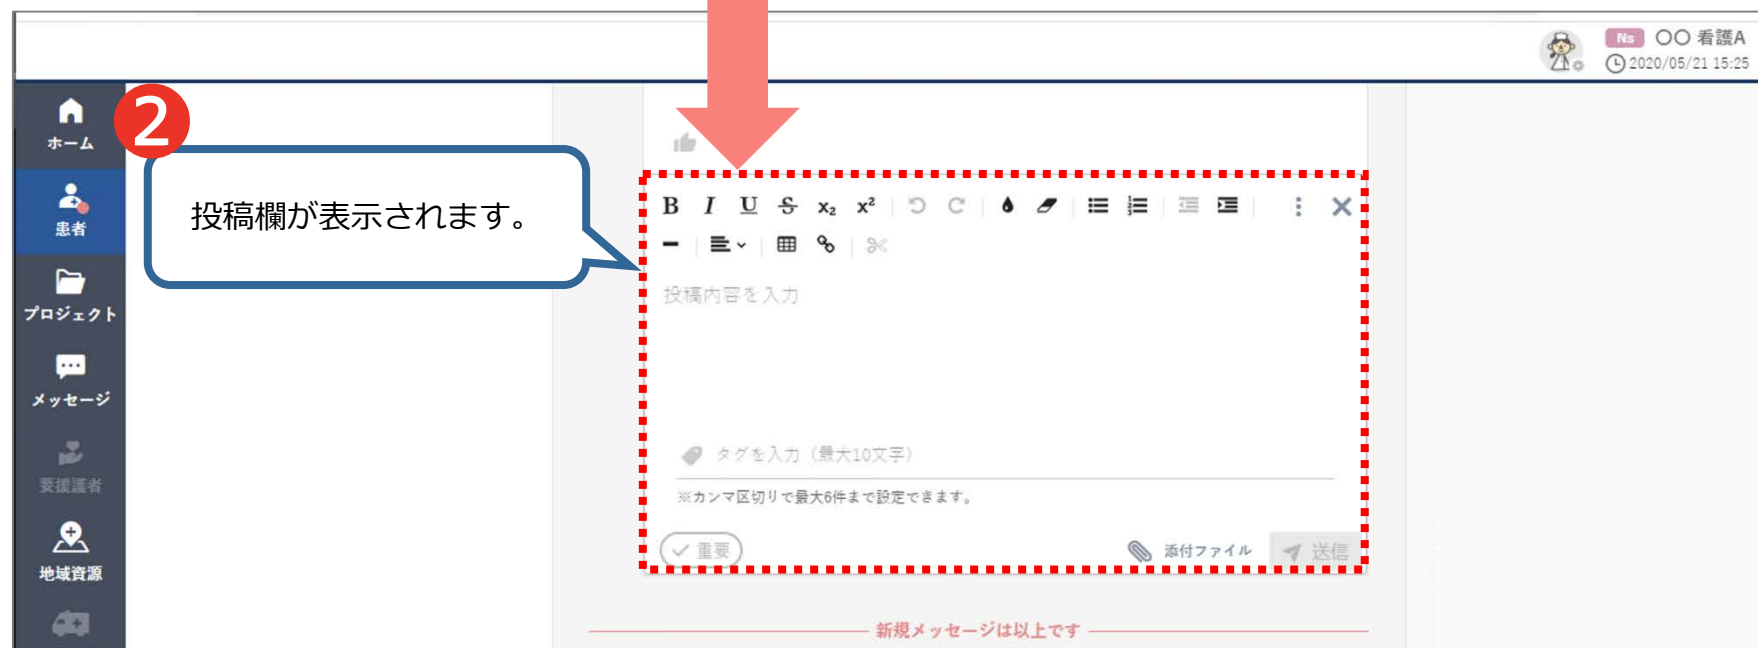 Ns 〇〇 看護A
2020/05/21 15:25
ホーム
患者
プロジェクト
メッセージ
要援護者
地域資源
2
投稿欄が表示されます。
B I U S x₂ x²
投稿内容を入力
タグを入力（最大10文字）
※カンマ区切りで最大6件まで設定できます。
重要
添付ファイル
送信
新規メッセージは以上です